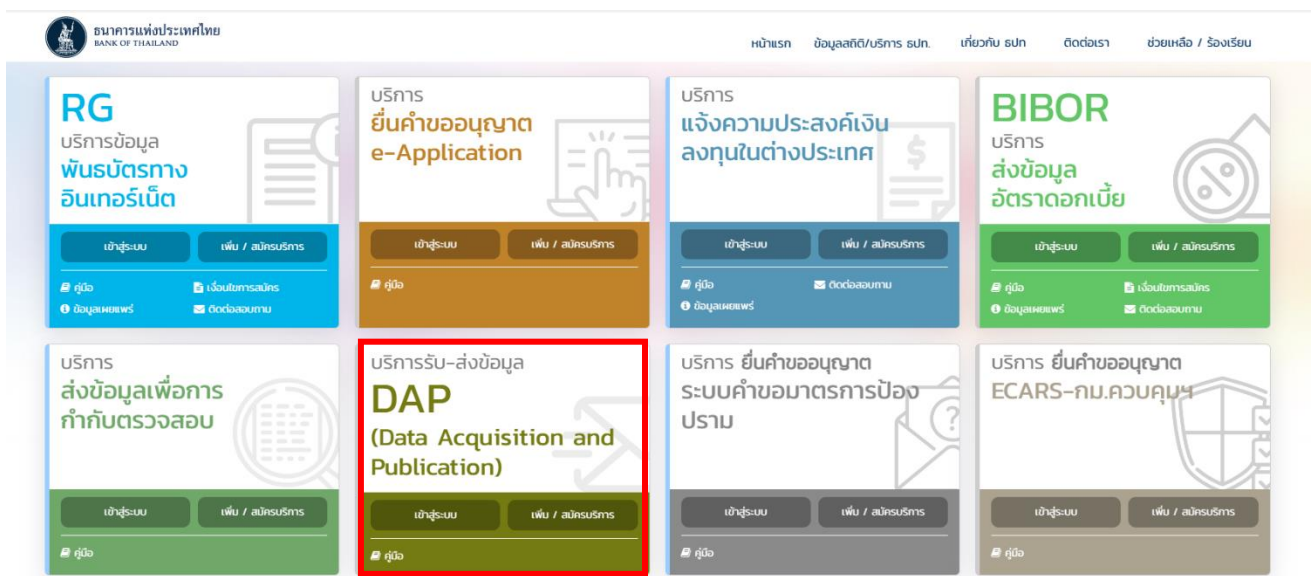 ธนาคารแห่งประเทศไทย
BANK OF THAILAND
หน้าแรก
ข้อมูลสถิติ/บริการ ธปท.
เกี่ยวกับ ธปท
ติดต่อเรา
ช่วยเหลือ / ร้องเรียน
RG
บริการข้อมูล
พันธบัตรทาง
อินเทอร์เน็ต
เข้าสู่ระบบ
เพิ่ม / สมัครบริการ
คู่มือ
เงื่อนไขการสมัคร
ข้อมูลเผยแพร่
ติดต่อสอบถาม
บริการ
ยื่นคำขออนุญาต
e-Application
เข้าสู่ระบบ
เพิ่ม / สมัครบริการ
คู่มือ
บริการ
แจ้งความประสงค์เงิน
ลงทุนในต่างประเทศ
เข้าสู่ระบบ
เพิ่ม / สมัครบริการ
คู่มือ
ติดต่อสอบถาม
ข้อมูลเผยแพร่
BIBOR
บริการ
ส่งข้อมูล
อัตราดอกเบี้ย
เข้าสู่ระบบ
เพิ่ม / สมัครบริการ
คู่มือ
เงื่อนไขการสมัคร
ข้อมูลเผยแพร่
ติดต่อสอบถาม
บริการ
ส่งข้อมูลเพื่อการ
กำกับตรวจสอบ
เข้าสู่ระบบ
เพิ่ม / สมัครบริการ
คู่มือ
บริการรับ-ส่งข้อมูล
DAP
(Data Acquisition and
Publication)
เข้าสู่ระบบ
เพิ่ม / สมัครบริการ
คู่มือ
บริการ ยื่นคำขออนุญาต
ระบบคำขอมาตรการป้อง
ปราม
เข้าสู่ระบบ
เพิ่ม / สมัครบริการ
คู่มือ
บริการ ยื่นคำขออนุญาต
ECARS-กม.ควบคุมฯ
เข้าสู่ระบบ
เพิ่ม / สมัครบริการ
คู่มือ